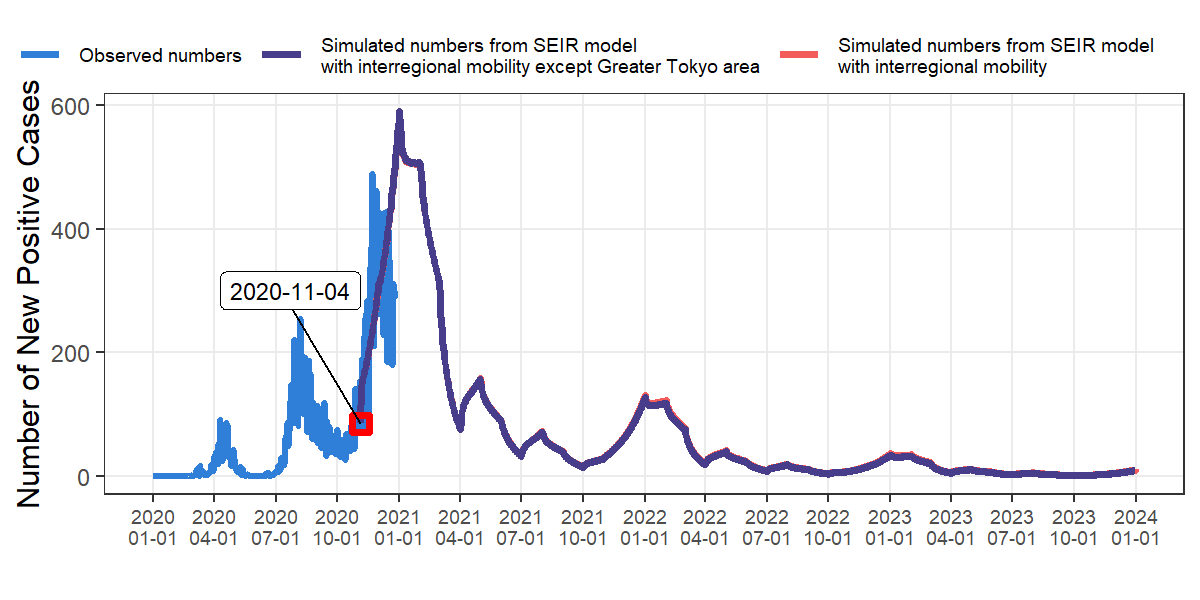 Observed numbers
Simulated numbers from SEIR model
with interregional mobility except Greater Tokyo area
Simulated numbers from SEIR model
with interregional mobility
Number of New Positive Cases
600
400
200
0
2020-11-04
2020 2020 2020 2020 2021 2021 2021 2021 2022 2022 2022 2022 2023 2023 2023 2023 2024
01-01 04-01 07-01 10-01 01-01 04-01 07-01 10-01 01-01 04-01 07-01 10-01 01-01 04-01 07-01 10-01 01-01